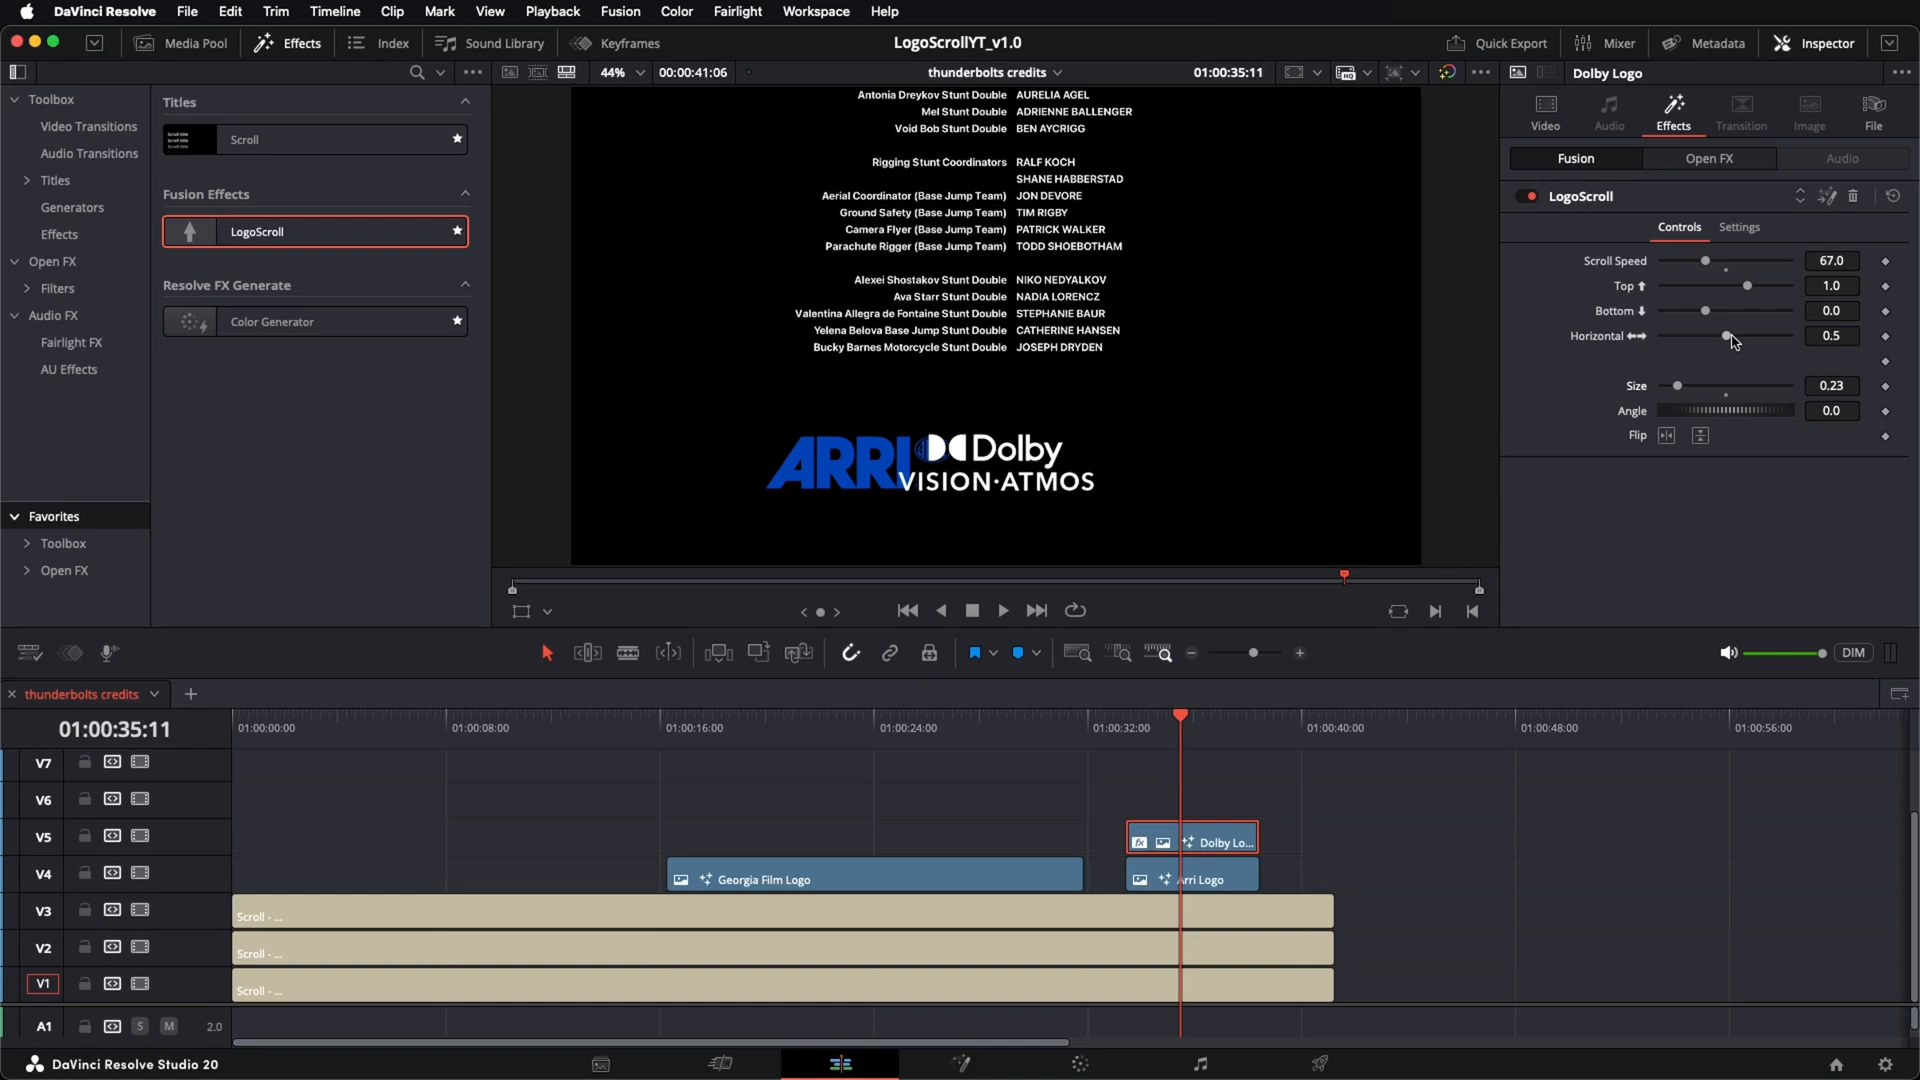 DaVinci Resolve File Edit Trim Timeline Clip Mark View Playback Fusion Color Fairlight Workspace Help
Media Pool Effects Index Sound Library Keyframes LogoScrollYT_v1.0 Quick Export Mixer Metadata Inspector
44% 00:00:41:06 thunderbolts credits 01:00:35:11 Dolby Logo
Toolbox
Video Transitions
Audio Transitions
Titles
Generators
Effects
Open FX
Filters
Audio FX
Fairlight FX
AU Effects
Favorites
Toolbox
Open FX
Titles
Scroll
Fusion Effects
LogoScroll
Resolve FX Generate
Color Generator
Antonia Dreykov Stunt Double AURELIA AGEL
Mel Stunt Double ADRIENNE BALLENGER
Void Bob Stunt Double BEN AYCRIGG
Rigging Stunt Coordinators RALF KOCH
SHANE HABBERSTAD
Aerial Coordinator (Base Jump Team) JON DEVORE
Ground Safety (Base Jump Team) TIM RIGBY
Camera Flyer (Base Jump Team) PATRICK WALKER
Parachute Rigger (Base Jump Team) TODD SHOEBOTHAM
Alexei Shostakov Stunt Double NIKO NEDYALKOV
Ava Starr Stunt Double NADIA LORENCZ
Valentina Allegra de Fontaine Stunt Double STEPHANIE BAUR
Yelena Belova Base Jump Stunt Double CATHERINE HANSEN
Bucky Barnes Motorcycle Stunt Double JOSEPH DRYDEN
ARRI Dolby
VISION·ATMOS
Video Audio Effects Transition Image File
Fusion Open FX Audio
LogoScroll
Controls Settings
Scroll Speed 67.0
Top 1.0
Bottom 0.0
Horizontal 0.5
Size 0.23
Angle 0.0
Flip
DIM
thunderbolts credits
01:00:35:11 01:00:00:00 01:00:08:00 01:00:16:00 01:00:24:00 01:00:32:00 01:00:40:00 01:00:48:00 01:00:56:00
V7
V6
V5 fx Dolby Lo...
V4 Georgia Film Logo Arri Logo
V3 Scroll - ...
V2 Scroll - ...
V1 Scroll - ...
A1 S M 2.0
DaVinci Resolve Studio 20